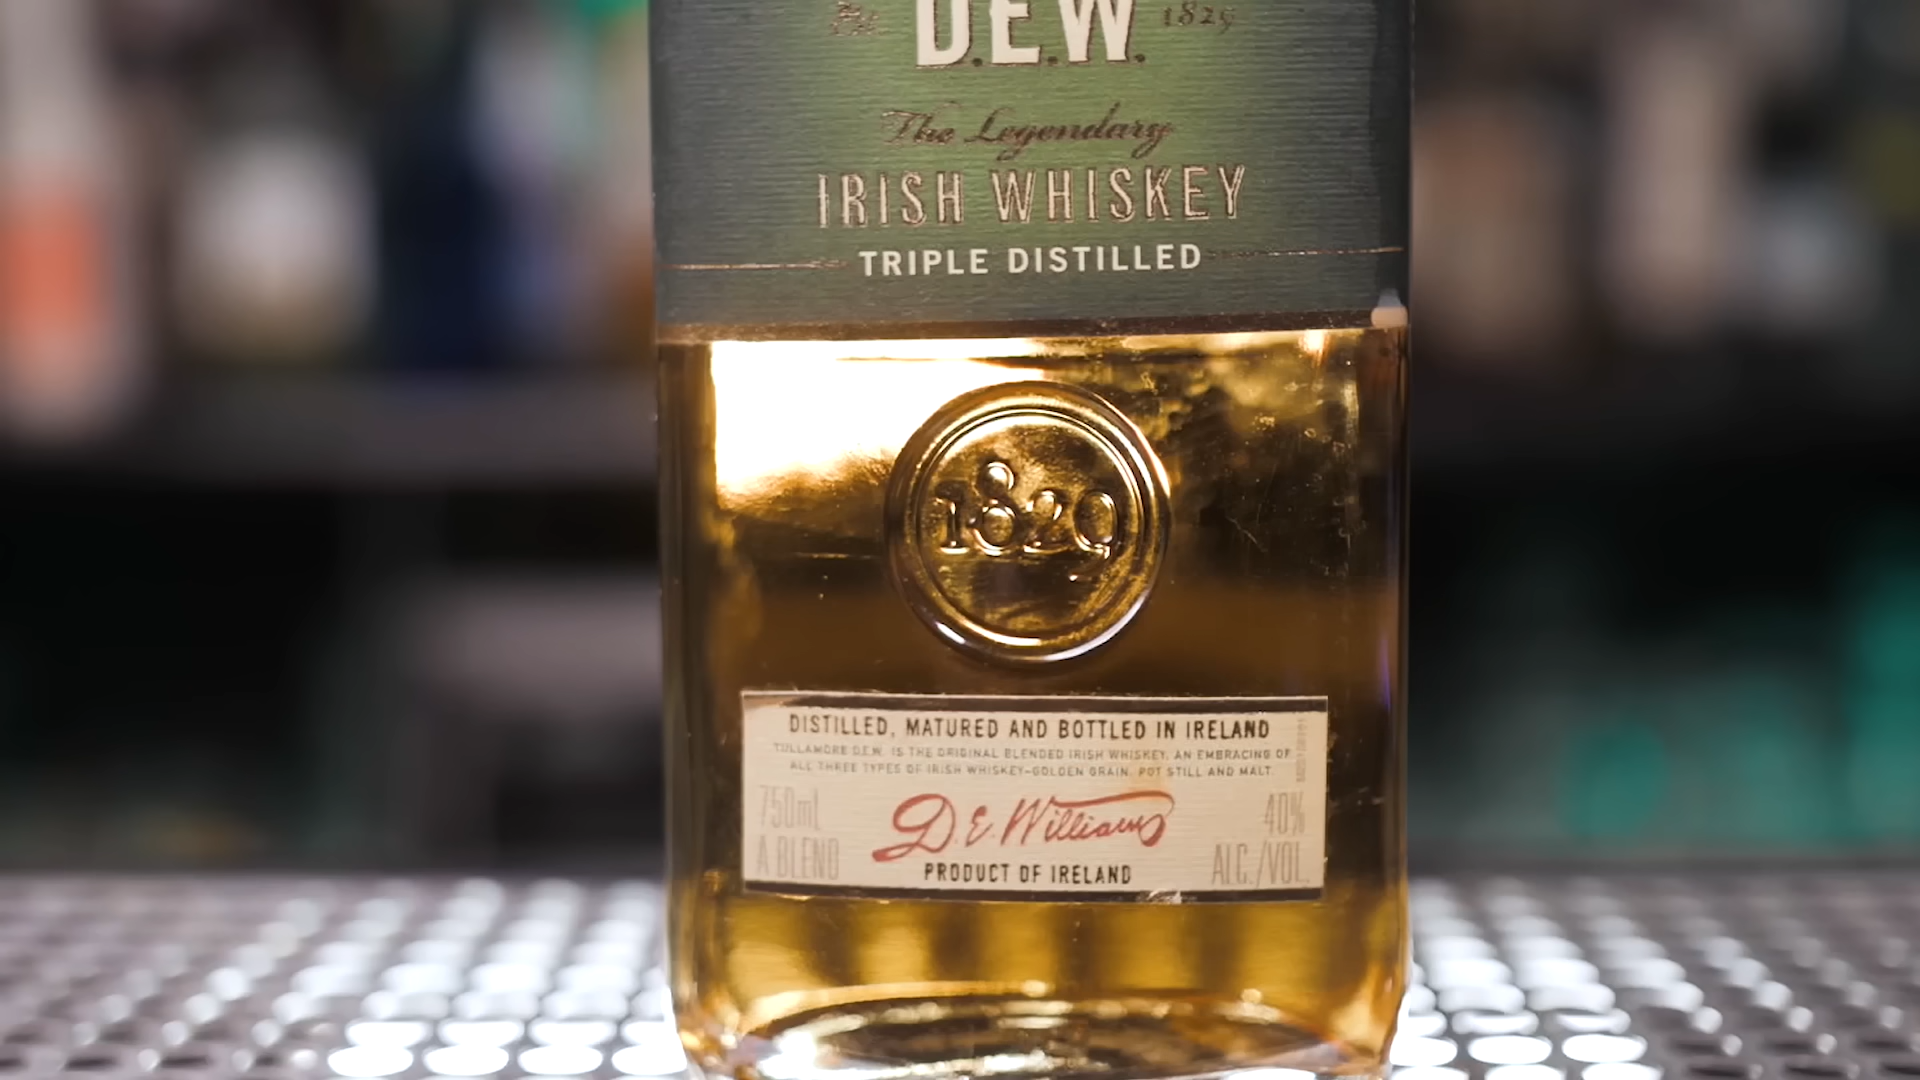 D.E.W.
Est. 1829
The Legendary
IRISH WHISKEY
TRIPLE DISTILLED
1829
DISTILLED, MATURED AND BOTTLED IN IRELAND
TULLAMORE D.E.W. IS THE ORIGINAL BLENDED IRISH WHISKEY, AN EMBRACING OF
ALL THREE TYPES OF IRISH WHISKEY-GOLDEN GRAIN, POT STILL AND MALT.
750mL
A BLEND
D.E. Williams
PRODUCT OF IRELAND
40%
ALC./VOL.